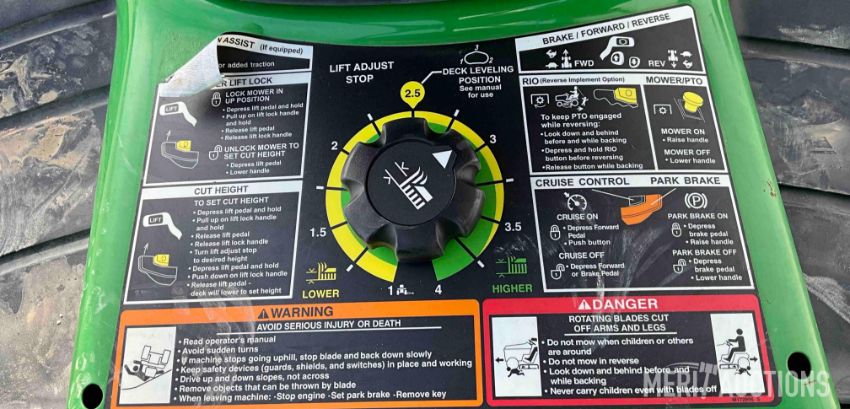 ASSIST (If equipped)
or added traction
LIFT LOCK
LIFT
LOCK MOWER IN
UP POSITION
- Depress lift pedal and hold
- Pull up on lift lock handle
and hold
- Release lift pedal
- Release lift lock handle
UNLOCK MOWER TO
SET CUT HEIGHT
- Depress lift pedal
- Lower handle
CUT HEIGHT
LIFT
TO SET CUT HEIGHT
- Depress lift pedal and hold
- Pull up on lift lock handle
and hold
- Release lift pedal
- Release lift lock handle
- Turn lift adjust stop
to desired height
- Depress lift pedal and hold
- Push down on lift lock handle
- Release lift pedal -
deck will lower to set height
LIFT ADJUST
STOP
DECK LEVELING
POSITION
See manual
for use
2.5
2
3
1.5
3.5
1
4
LOWER
HIGHER
BRAKE / FORWARD / REVERSE
FWD
REV
RIO (Reverse Implement Option)
To keep PTO engaged
while reversing:
- Look down and behind
before and while backing
- Depress and hold RIO
button before reversing
- Release button while backing
MOWER/PTO
MOWER ON
- Raise handle
MOWER OFF
- Lower handle
CRUISE CONTROL
CRUISE ON
- Depress Forward
Pedal
- Push button
CRUISE OFF
- Depress Forward
or Brake Pedal
PARK BRAKE
PARK BRAKE ON
- Depress
brake pedal
- Raise handle
PARK BRAKE OFF
- Depress
brake pedal
- Lower handle
WARNING
AVOID SERIOUS INJURY OR DEATH
• Read operator's manual
• Avoid sudden turns
• If machine stops going uphill, stop blade and back down slowly
• Keep safety devices (guards, shields, and switches) in place and working
• Drive up and down slopes, not across
• Remove objects that can be thrown by blade
• When leaving machine: -Stop engine -Set park brake -Remove key
DANGER
ROTATING BLADES CUT
OFF ARMS AND LEGS
• Do not mow when children or others
are around
• Do not mow in reverse
• Look down and behind before and
while backing
• Never carry children even with blades off
MERIT AUCTIONS